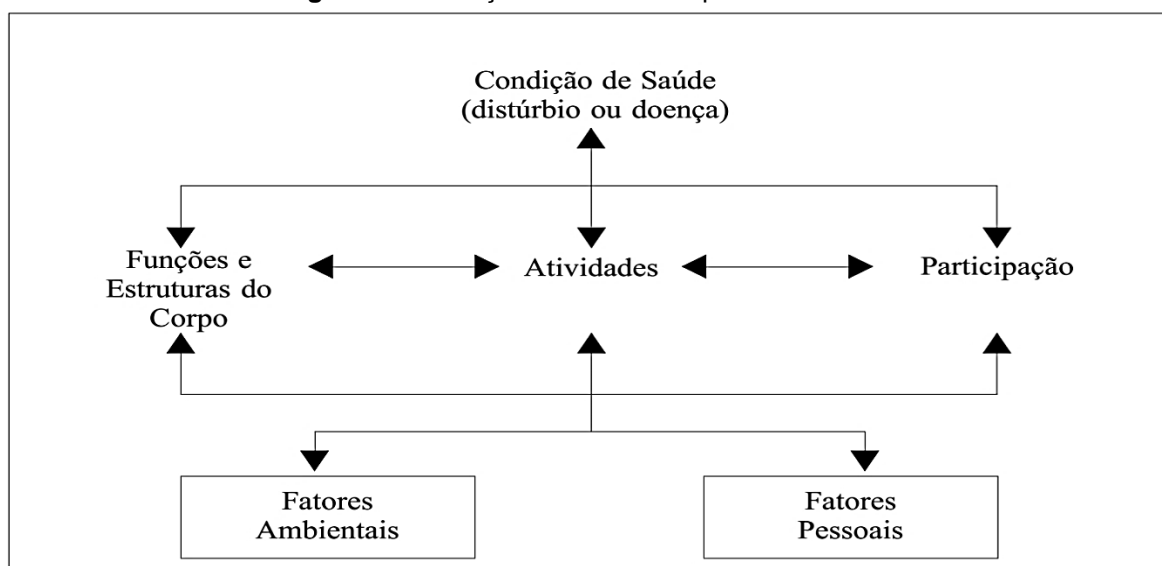 Condição de Saúde
(distúrbio ou doença)
Funções e
Estruturas do
Corpo
Atividades
Participação
Fatores
Ambientais
Fatores
Pessoais